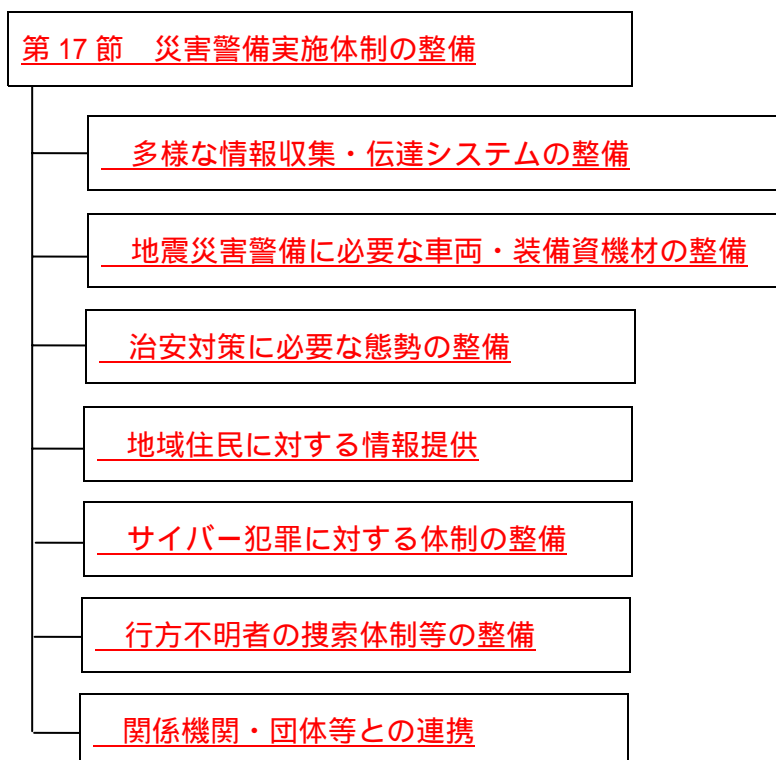 第 17 節　災害警備実施体制の整備
多様な情報収集・伝達システムの整備
地震災害警備に必要な車両・装備資機材の整備
治安対策に必要な態勢の整備
地域住民に対する情報提供
サイバー犯罪に対する体制の整備
行方不明者の捜索体制等の整備
関係機関・団体等との連携